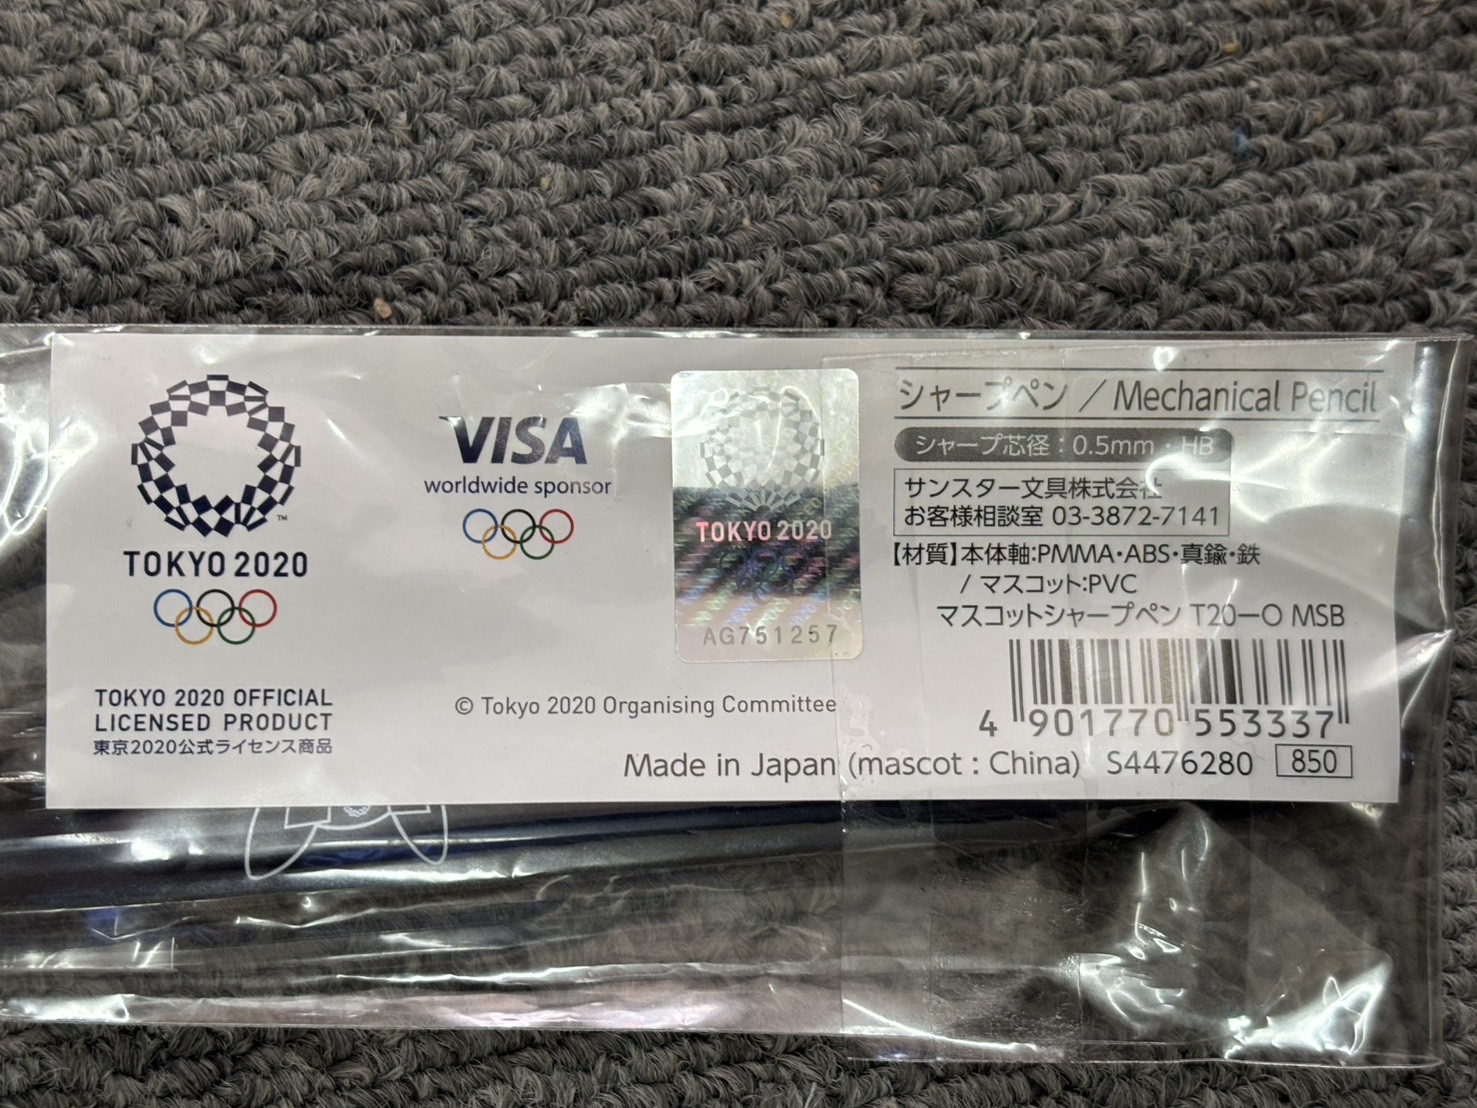 TOKYO 2020
TOKYO 2020 OFFICIAL
LICENSED PRODUCT
東京2020公式ライセンス商品
VISA
worldwide sponsor
TOKYO 2020
AG751257
© Tokyo 2020 Organising Committee
シャープペン / Mechanical Pencil
シャープ芯径:0.5mm・HB
サンスター文具株式会社
お客様相談室 03-3872-7141
【材質】本体軸:PMMA・ABS・真鍮・鉄
/ マスコット:PVC
マスコットシャープペン T20-O MSB
4 901770 553337
Made in Japan (mascot : China) S4476280 850